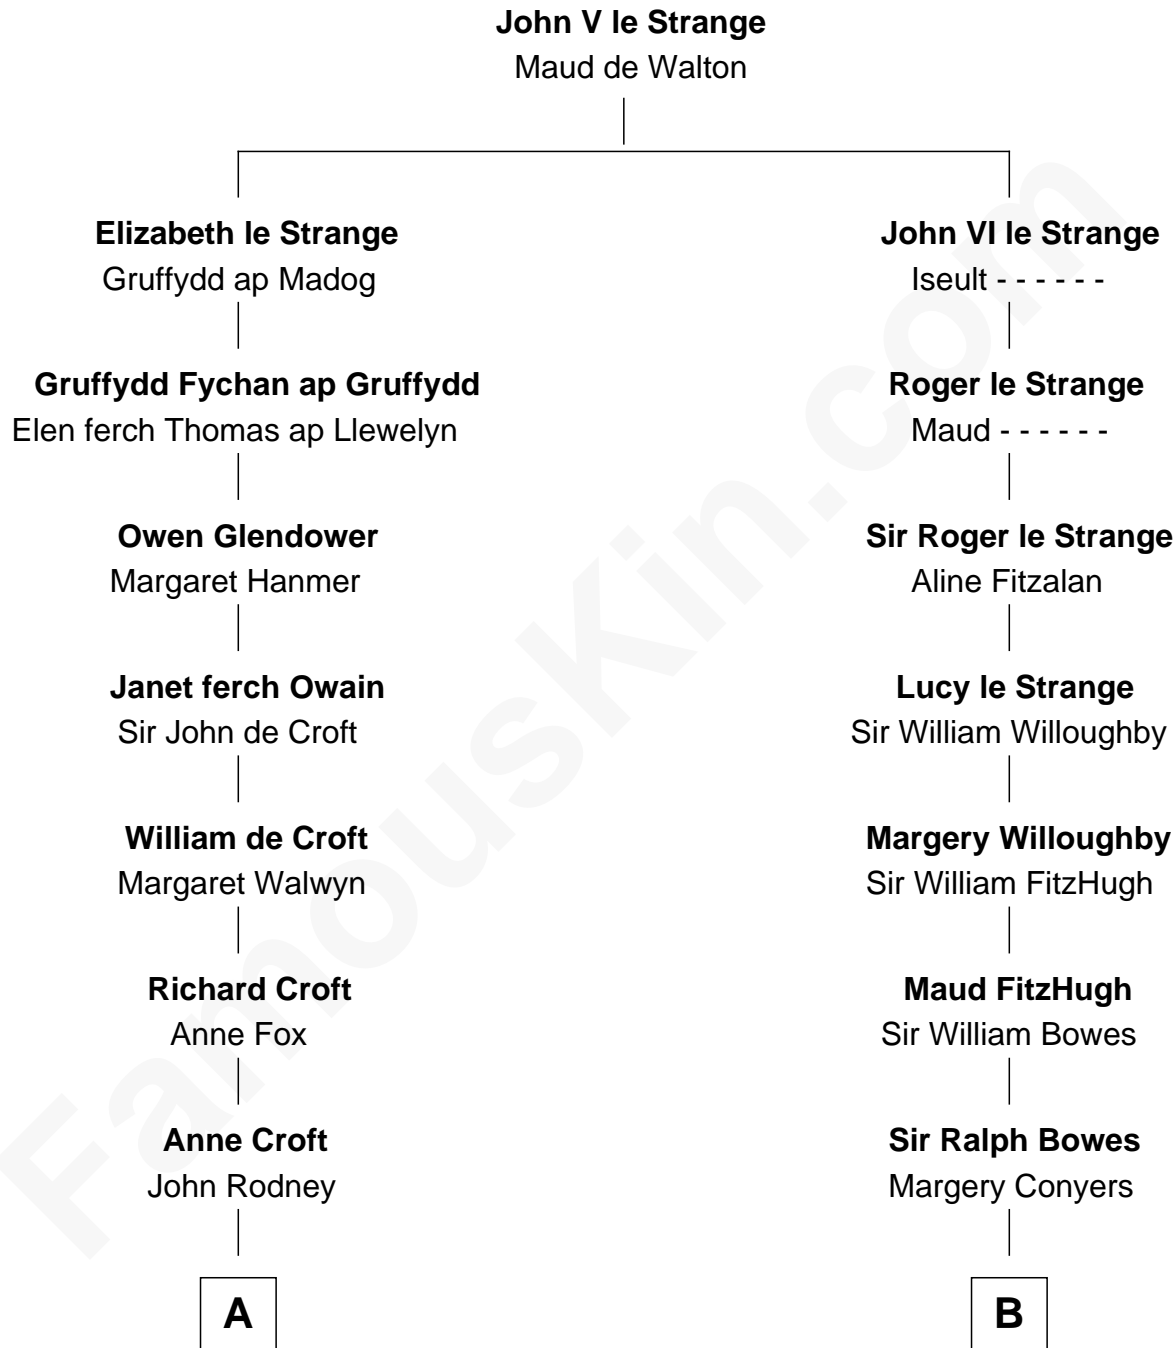 John V le Strange
Maud de Walton
Elizabeth le Strange
Gruffydd ap Madog
John VI le Strange
Iseult - - - - - -
Gruffydd Fychan ap Gruffydd
Elen ferch Thomas ap Llewelyn
Roger le Strange
Maud - - - - - -
Owen Glendower
Margaret Hanmer
Sir Roger le Strange
Aline Fitzalan
Janet ferch Owain
Sir John de Croft
Lucy le Strange
Sir William Willoughby
William de Croft
Margaret Walwyn
Margery Willoughby
Sir William FitzHugh
Richard Croft
Anne Fox
Maud FitzHugh
Sir William Bowes
Anne Croft
John Rodney
Sir Ralph Bowes
Margery Conyers
A
B
FamousKin.com